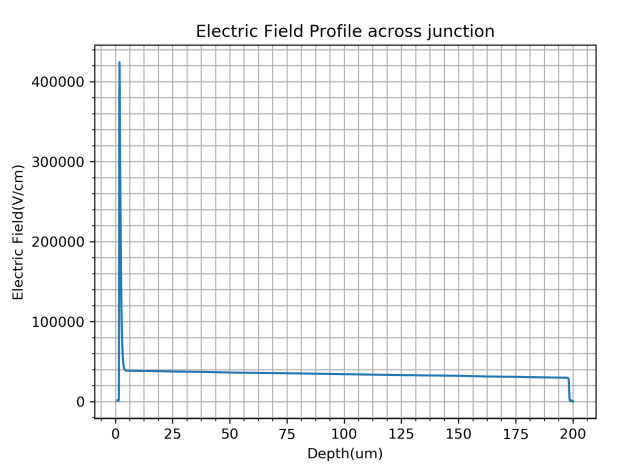 Electric Field Profile across junction
400000
300000
200000
100000
0
Electric Field(V/cm)
0 25 50 75 100 125 150 175 200
Depth(um)